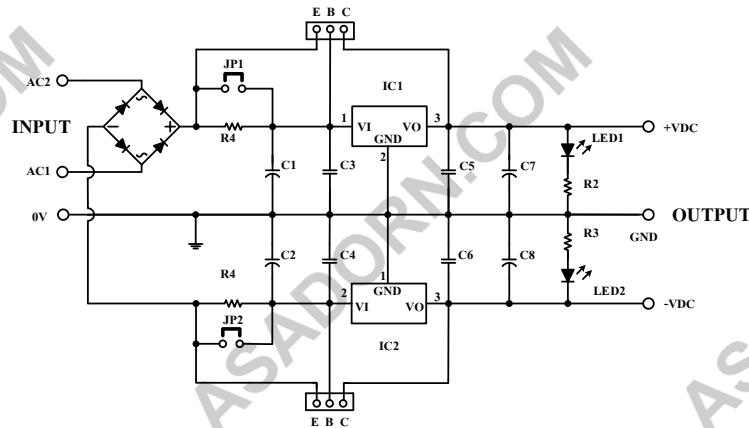 E B C
JP1
IC1
AC2
INPUT
AC1
0V
R4
1 VI VO 3
GND
2
C1
C3
C5
C7
LED1
R2
+VDC
OUTPUT
GND
R3
C2
C4
C6
C8
R4
1
GND
2 VI VO 3
LED2
-VDC
JP2
IC2
E B C
ASADORN.COM
COM
AS